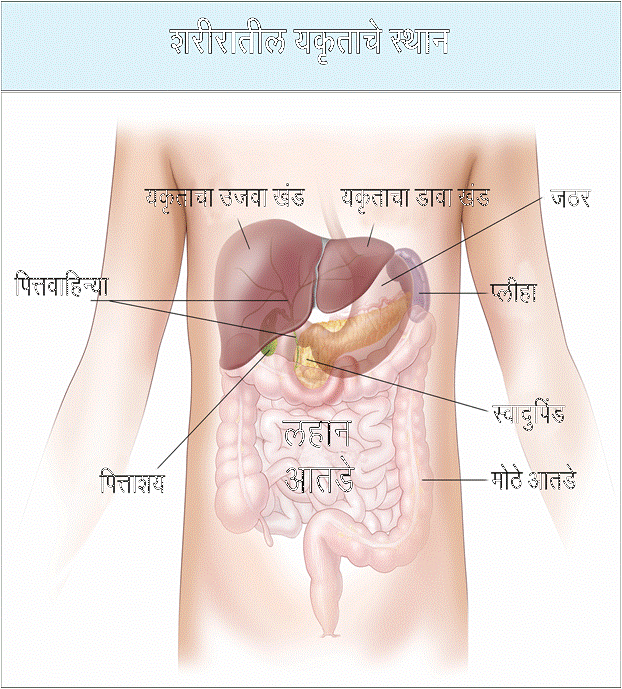 शरीरातील यकृताचे स्थान
यकृताचा उजवा खंड
यकृताचा डावा खंड
जठर
पित्तवाहिन्या
प्लीहा
स्वादुपिंड
लहान
आतडे
पित्ताशय
मोठे आतडे